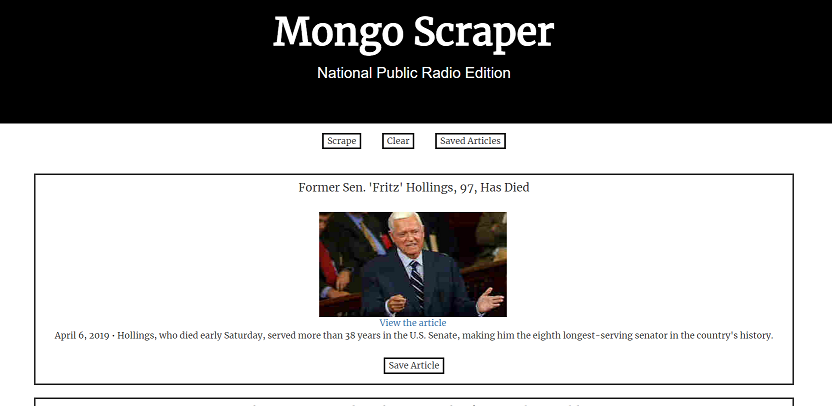 Mongo Scraper
National Public Radio Edition
Scrape
Clear
Saved Articles
Former Sen. 'Fritz' Hollings, 97, Has Died
View the article
April 6, 2019 · Hollings, who died early Saturday, served more than 38 years in the U.S. Senate, making him the eighth longest-serving senator in the country's history.
Save Article